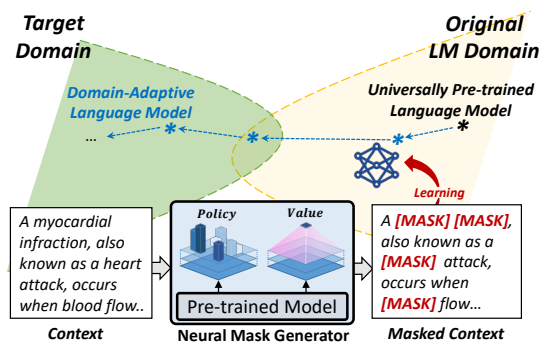 Target
Domain
Original
LM Domain
Domain-Adaptive
Language Model
Universally Pre-trained
Language Model
...
Learning
A myocardial
infraction, also
known as a heart
attack, occurs
when blood flow..
Context
Policy
Value
Pre-trained Model
Neural Mask Generator
A [MASK] [MASK],
also known as a
[MASK] attack,
occurs when
[MASK] flow...
Masked Context